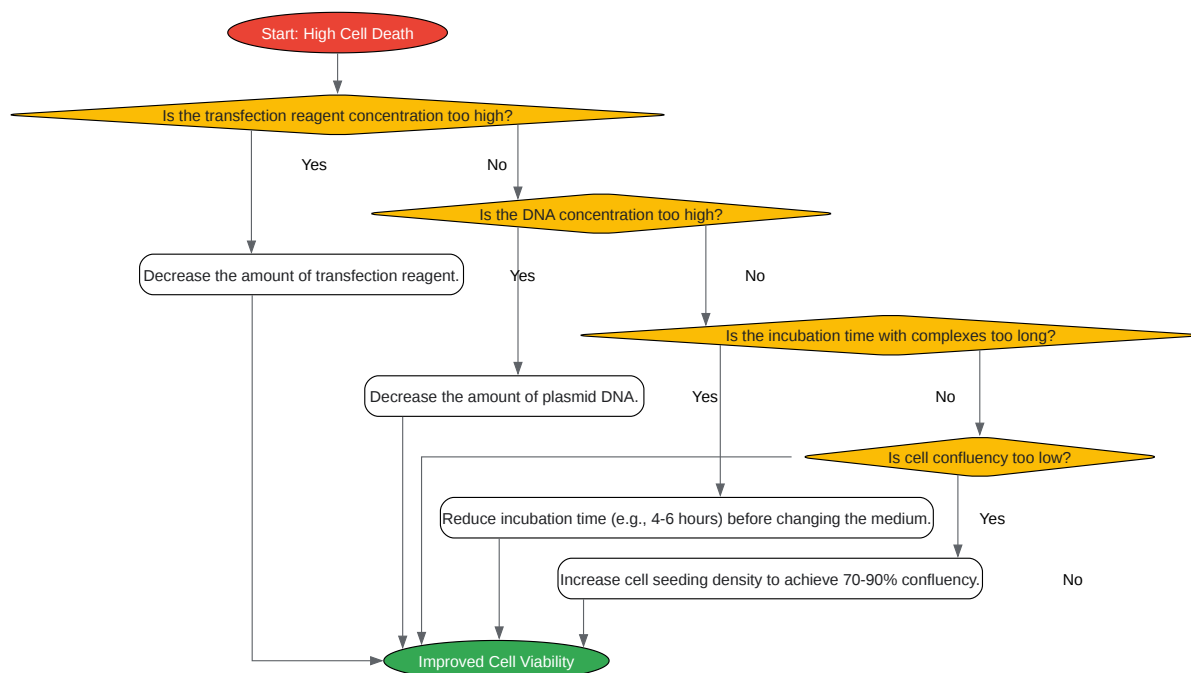 Start: High Cell Death
Is the transfection reagent concentration too high?
Yes
No
Is the DNA concentration too high?
Decrease the amount of transfection reagent.
Yes
No
Is the incubation time with complexes too long?
Decrease the amount of plasmid DNA.
Yes
No
Is cell confluency too low?
Reduce incubation time (e.g., 4-6 hours) before changing the medium.
Yes
Increase cell seeding density to achieve 70-90% confluency.
No
Improved Cell Viability